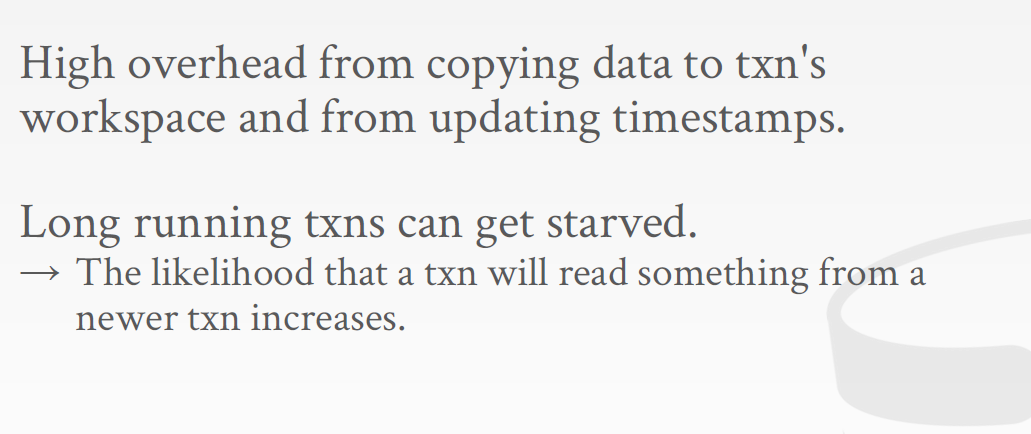 High overhead from copying data to txn's
workspace and from updating timestamps.
Long running txns can get starved.
→ The likelihood that a txn will read something from a
newer txn increases.